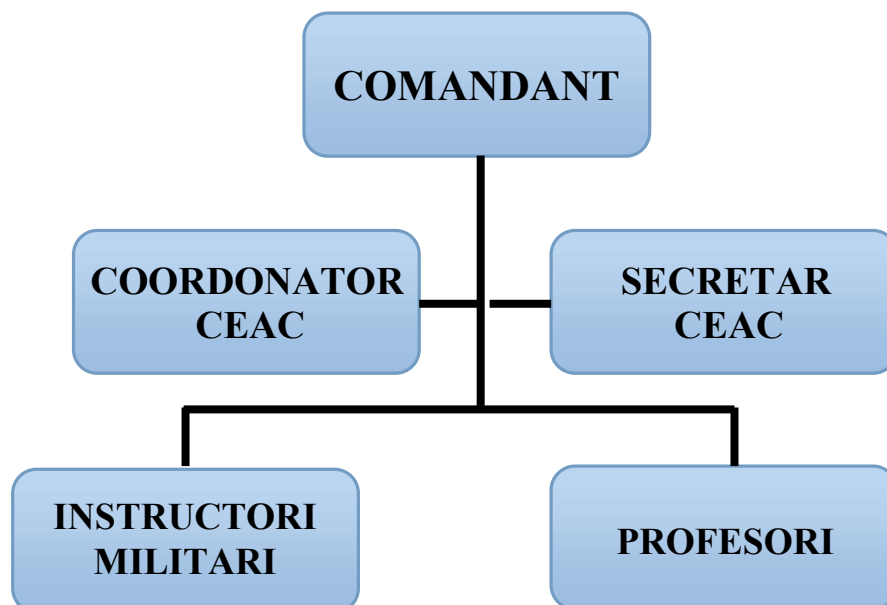 COMANDANT
COORDONATOR
CEAC
SECRETAR
CEAC
INSTRUCTORI
MILITARI
PROFESORI